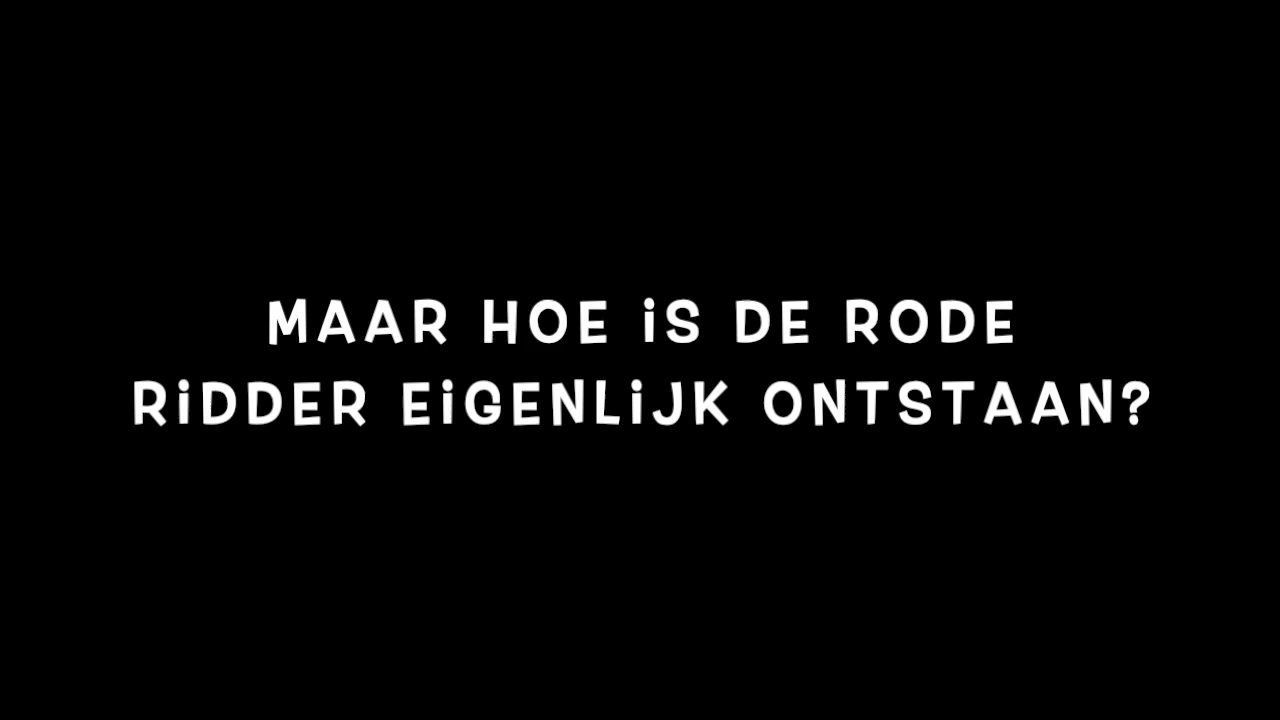 MAAR HOE IS DE RODE
RIDDER EIGENLIJK ONTSTAAN?